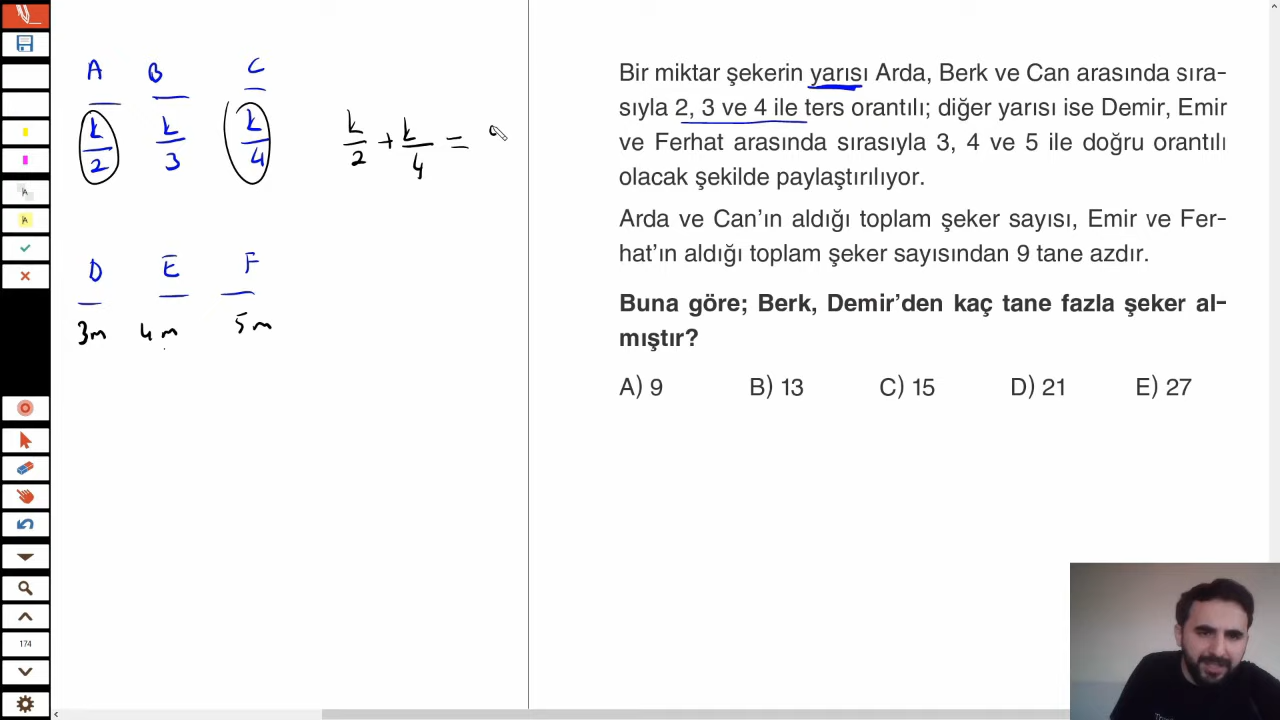 A B C
k/2 k/3 k/4
k/2 + k/4 = 9
D E F
3m 4m 5m
Bir miktar şekerin yarısı Arda, Berk ve Can arasında sıra-
sıyla 2, 3 ve 4 ile ters orantılı; diğer yarısı ise Demir, Emir
ve Ferhat arasında sırasıyla 3, 4 ve 5 ile doğru orantılı
olacak şekilde paylaştırılıyor.
Arda ve Can'ın aldığı toplam şeker sayısı, Emir ve Fer-
hat'ın aldığı toplam şeker sayısından 9 tane azdır.
Buna göre; Berk, Demir'den kaç tane fazla şeker al-
mıştır?
A) 9 B) 13 C) 15 D) 21 E) 27
174